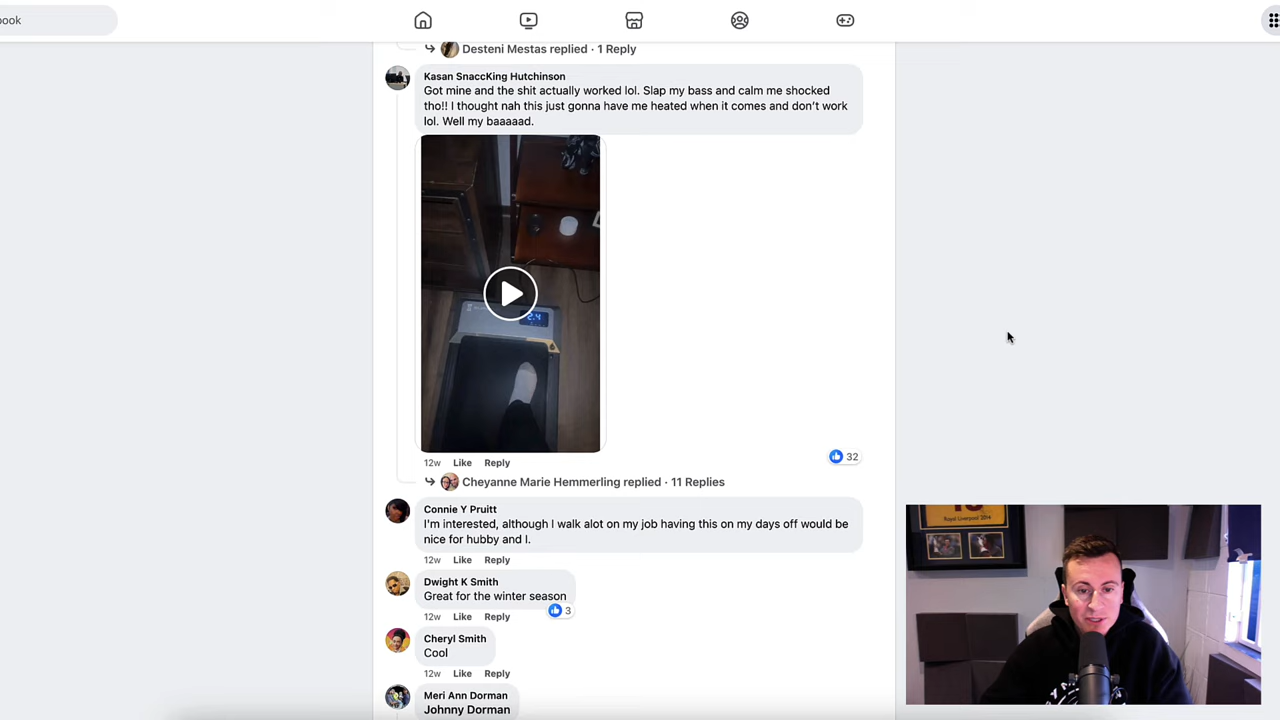 ook
Desteni Mestas replied · 1 Reply
Kasan SnaccKing Hutchinson
Got mine and the shit actually worked lol. Slap my bass and calm me shocked
tho!! I thought nah this just gonna have me heated when it comes and don't work
lol. Well my baaaaad.
2.4
12w Like Reply
32
Cheyanne Marie Hemmerling replied · 11 Replies
Connie Y Pruitt
I'm interested, although I walk alot on my job having this on my days off would be
nice for hubby and I.
12w Like Reply
Dwight K Smith
Great for the winter season
3
12w Like Reply
Cheryl Smith
Cool
12w Like Reply
Meri Ann Dorman
Johnny Dorman
Royal Liverpool 2014